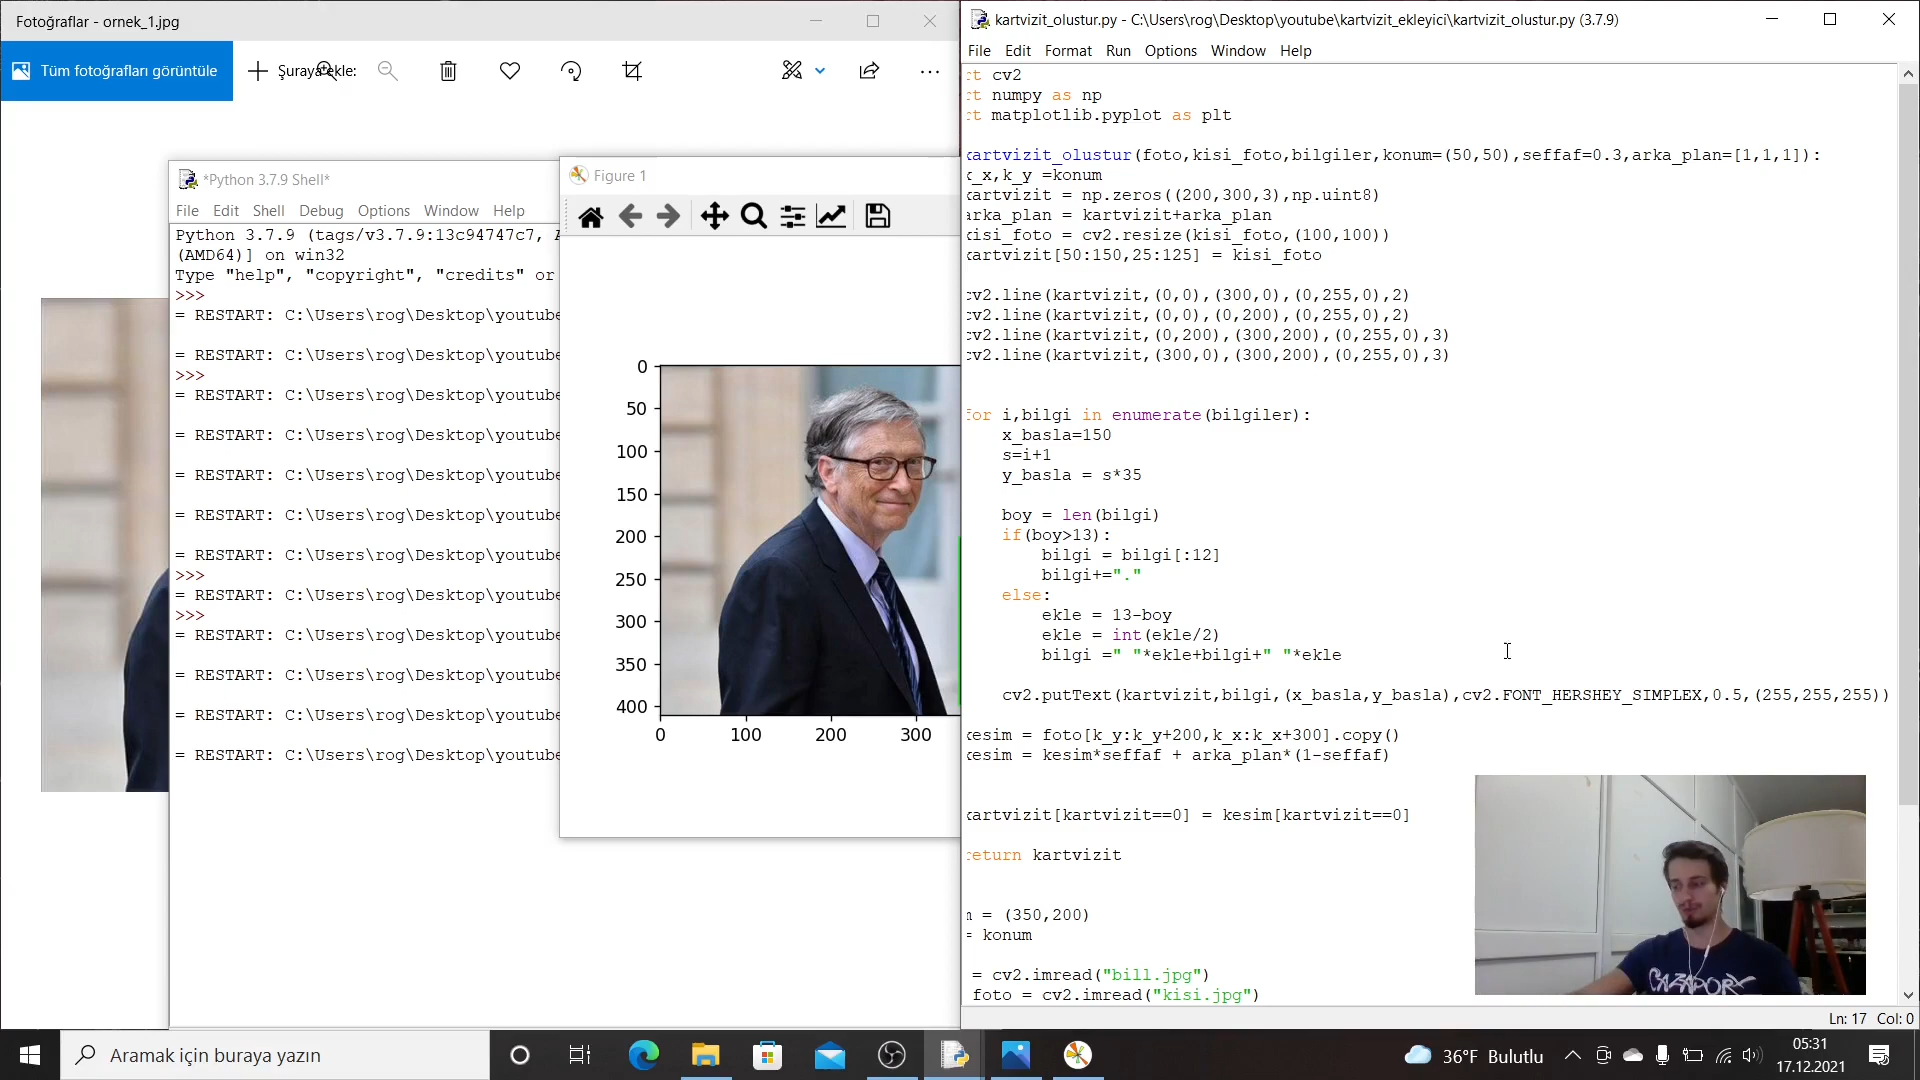 Fotoğraflar - ornek_1.jpg
Tüm fotoğrafları görüntüle
Şuraya ekle:
*Python 3.7.9 Shell*
File Edit Shell Debug Options Window Help
Python 3.7.9 (tags/v3.7.9:13c94747c7, A
(AMD64)] on win32
Type "help", "copyright", "credits" or
>>>
= RESTART: C:\Users\rog\Desktop\youtube
= RESTART: C:\Users\rog\Desktop\youtube
>>>
= RESTART: C:\Users\rog\Desktop\youtube
= RESTART: C:\Users\rog\Desktop\youtube
= RESTART: C:\Users\rog\Desktop\youtube
= RESTART: C:\Users\rog\Desktop\youtube
= RESTART: C:\Users\rog\Desktop\youtube
>>>
= RESTART: C:\Users\rog\Desktop\youtube
>>>
= RESTART: C:\Users\rog\Desktop\youtube
= RESTART: C:\Users\rog\Desktop\youtube
= RESTART: C:\Users\rog\Desktop\youtube
= RESTART: C:\Users\rog\Desktop\youtube
Figure 1
0
50
100
150
200
250
300
350
400
0 100 200 300
kartvizit_olustur.py - C:\Users\rog\Desktop\youtube\kartvizit_ekleyici\kartvizit_olustur.py (3.7.9)
File Edit Format Run Options Window Help
rt cv2
rt numpy as np
rt matplotlib.pyplot as plt
kartvizit_olustur(foto,kisi_foto,bilgiler,konum=(50,50),seffaf=0.3,arka_plan=[1,1,1]):
k_x,k_y =konum
kartvizit = np.zeros((200,300,3),np.uint8)
arka_plan = kartvizit+arka_plan
kisi_foto = cv2.resize(kisi_foto,(100,100))
kartvizit[50:150,25:125] = kisi_foto
cv2.line(kartvizit,(0,0),(300,0),(0,255,0),2)
cv2.line(kartvizit,(0,0),(0,200),(0,255,0),2)
cv2.line(kartvizit,(0,200),(300,200),(0,255,0),3)
cv2.line(kartvizit,(300,0),(300,200),(0,255,0),3)
for i,bilgi in enumerate(bilgiler):
x_basla=150
s=i+1
y_basla = s*35
boy = len(bilgi)
if(boy>13):
bilgi = bilgi[:12]
bilgi+="."
else:
ekle = 13-boy
ekle = int(ekle/2)
bilgi =" "*ekle+bilgi+" "*ekle
cv2.putText(kartvizit,bilgi,(x_basla,y_basla),cv2.FONT_HERSHEY_SIMPLEX,0.5,(255,255,255))
kesim = foto[k_y:k_y+200,k_x:k_x+300].copy()
kesim = kesim*seffaf + arka_plan*(1-seffaf)
kartvizit[kartvizit==0] = kesim[kartvizit==0]
return kartvizit
m = (350,200)
= konum
= cv2.imread("bill.jpg")
foto = cv2.imread("kisi.jpg")
Ln: 17 Col: 0
Aramak için buraya yazın
36°F Bulutlu
05:31
17.12.2021